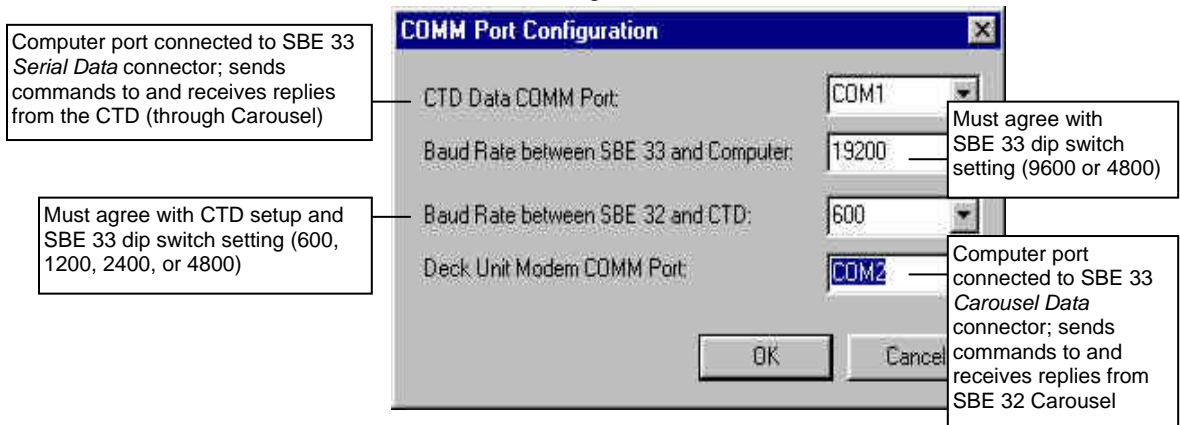 COMM Port Configuration
Computer port connected to SBE 33
Serial Data connector; sends
commands to and receives replies
from the CTD (through Carousel)
CTD Data COMM Port:
COM1
Baud Rate between SBE 33 and Computer:
19200
Must agree with
SBE 33 dip switch
setting (9600 or 4800)
Must agree with CTD setup and
SBE 33 dip switch setting (600,
1200, 2400, or 4800)
Baud Rate between SBE 32 and CTD:
600
Deck Unit Modem COMM Port:
COM2
Computer port
connected to SBE 33
Carousel Data
connector; sends
commands to and
receives replies from
SBE 32 Carousel
OK
Cancel